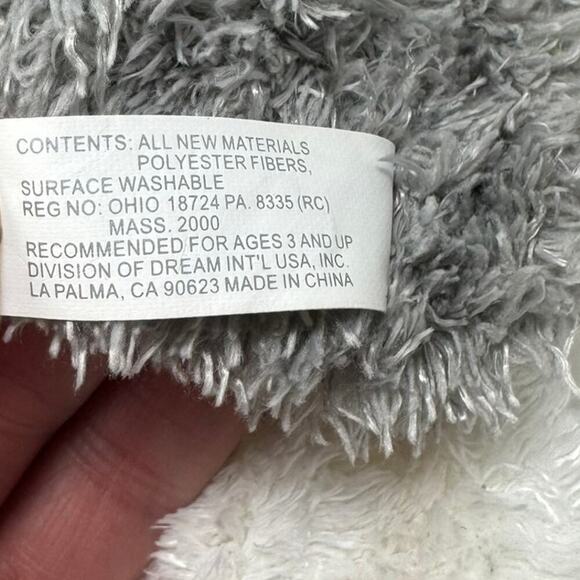 CONTENTS: ALL NEW MATERIALS
POLYESTER FIBERS,
SURFACE WASHABLE
REG NO: OHIO 18724 PA. 8335 (RC)
MASS. 2000
RECOMMENDED FOR AGES 3 AND UP
DIVISION OF DREAM INT'L USA, INC.
LA PALMA, CA 90623 MADE IN CHINA